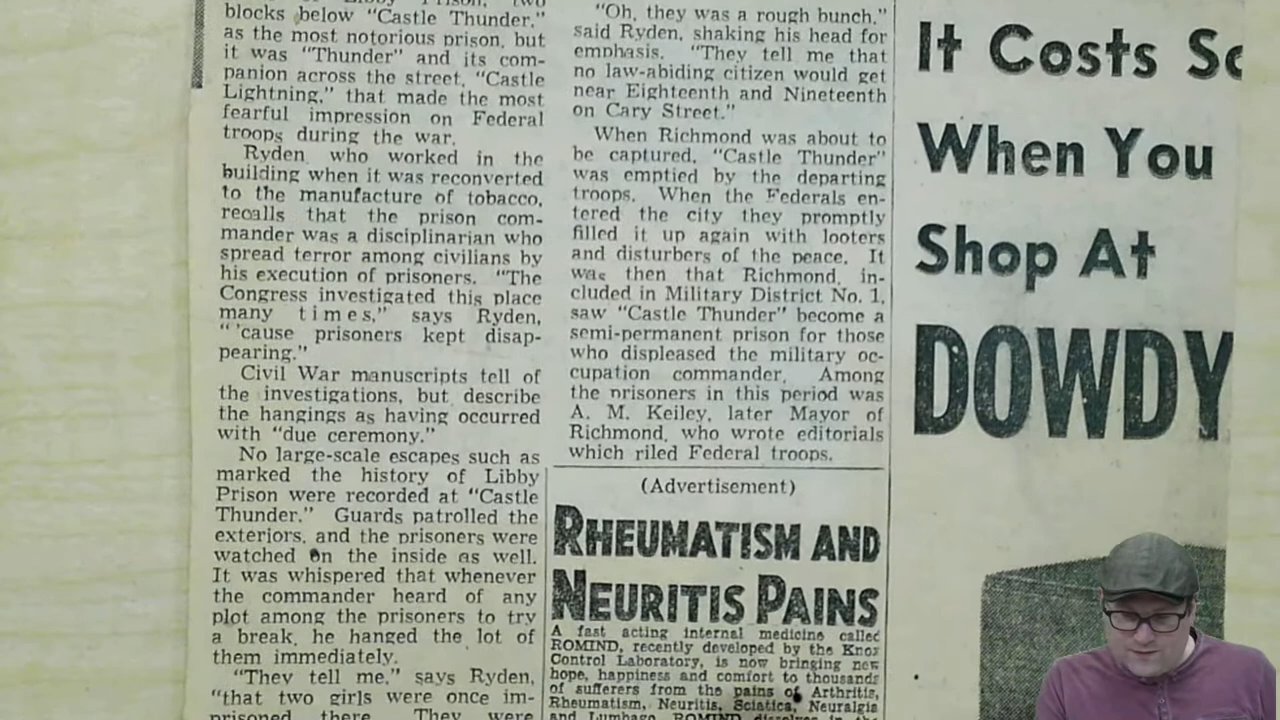 Prison, two
blocks below "Castle Thunder."
as the most notorious prison, but
it was "Thunder" and its com-
panion across the street, "Castle
Lightning," that made the most
fearful impression on Federal
troops during the war.
Ryden who worked in the
building when it was reconverted
to the manufacture of tobacco,
recalls that the prison com-
mander was a disciplinarian who
spread terror among civilians by
his execution of prisoners. "The
Congress investigated this place
many times," says Ryden,
"'cause prisoners kept disap-
pearing."
Civil War manuscripts tell of
the investigations, but describe
the hangings as having occurred
with "due ceremony."
No large-scale escapes such as
marked the history of Libby
Prison were recorded at "Castle
Thunder." Guards patrolled the
exteriors, and the prisoners were
watched on the inside as well.
It was whispered that whenever
the commander heard of any
plot among the prisoners to try
a break, he hanged the lot of
them immediately.
"They tell me," says Ryden,
"that two girls were once im-
prisoned there. They were
"Oh, they was a rough bunch,"
said Ryden, shaking his head for
emphasis. "They tell me that
no law-abiding citizen would get
near Eighteenth and Nineteenth
on Cary Street."
When Richmond was about to
be captured, "Castle Thunder"
was emptied by the departing
troops. When the Federals en-
tered the city they promptly
filled it up again with looters
and disturbers of the peace. It
was then that Richmond, in-
cluded in Military District No. 1,
saw "Castle Thunder" become a
semi-permanent prison for those
who displeased the military oc-
cupation commander. Among
the prisoners in this period was
A. M. Keiley, later Mayor of
Richmond, who wrote editorials
which riled Federal troops.
(Advertisement)
RHEUMATISM AND
NEURITIS PAINS
A fast acting internal medicine called
ROMIND, recently developed by the Knox
Control Laboratory, is now bringing new
hope, happiness and comfort to thousands
of sufferers from the pains of Arthritis,
Rheumatism, Neuritis, Sciatica, Neuralgia
and Lumbago. ROMIND dissolves in the
It Costs So
When You
Shop At
DOWDY